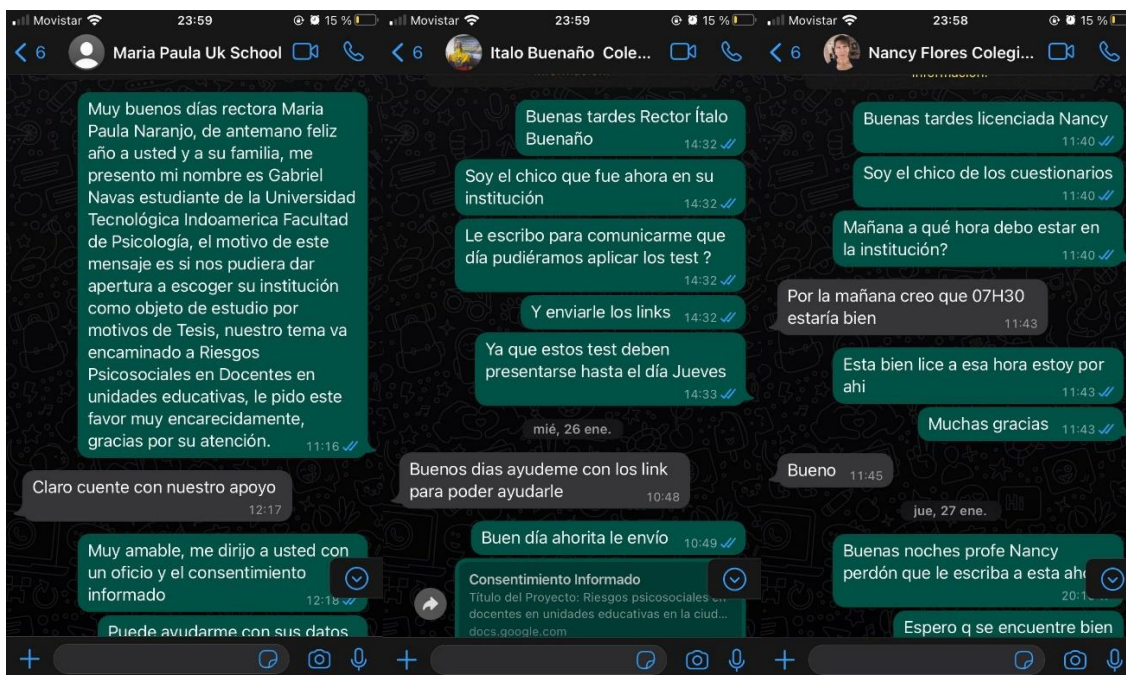 Movistar 23:59 15 %
6 Maria Paula Uk School
Muy buenos días rectora Maria
Paula Naranjo, de antemano feliz
año a usted y a su familia, me
presento mi nombre es Gabriel
Navas estudiante de la Universidad
Tecnológica Indoamerica Facultad
de Psicología, el motivo de este
mensaje es si nos pudiera dar
apertura a escoger su institución
como objeto de estudio por
motivos de Tesis, nuestro tema va
encaminado a Riesgos
Psicosociales en Docentes en
unidades educativas, le pido este
favor muy encarecidamente,
gracias por su atención. 11:16
Claro cuente con nuestro apoyo
12:17
Muy amable, me dirijo a usted con
un oficio y el consentimiento
informado 12:18
Puede ayudarme con sus datos
Movistar 23:59 15 %
6 Italo Buenaño Cole...
Buenas tardes Rector Ítalo
Buenaño 14:32
Soy el chico que fue ahora en su
institución 14:32
Le escribo para comunicarme que
día pudiéramos aplicar los test ?
14:32
Y enviarle los links 14:32
Ya que estos test deben
presentarse hasta el día Jueves
14:33
mié, 26 ene.
Buenos dias ayudeme con los link
para poder ayudarle 10:48
Buen día ahorita le envío 10:49
Consentimiento Informado
Título del Proyecto: Riesgos psicosociales en
docentes en unidades educativas en la ciud...
docs.google.com
Movistar 23:58 15 %
6 Nancy Flores Colegi...
información.
Buenas tardes licenciada Nancy
11:40
Soy el chico de los cuestionarios
11:40
Mañana a qué hora debo estar en
la institución? 11:40
Por la mañana creo que 07H30
estaría bien 11:43
Esta bien lice a esa hora estoy por
ahi 11:43
Muchas gracias 11:43
Bueno 11:45
jue, 27 ene.
Buenas noches profe Nancy
perdón que le escriba a esta
Espero q se encuentre bien